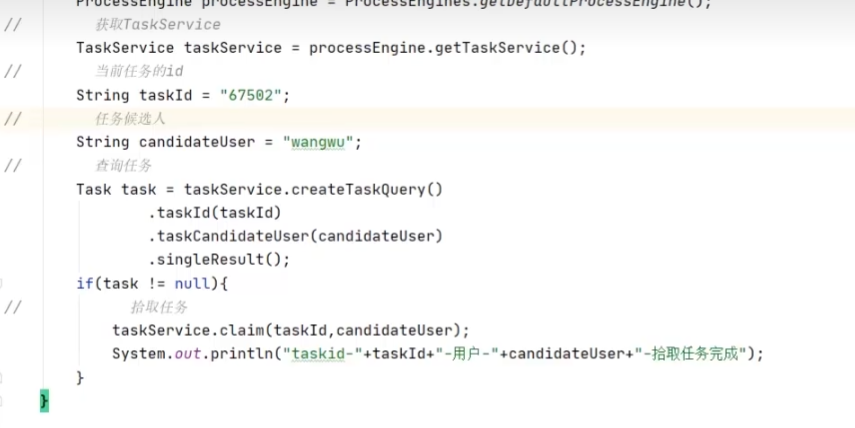 ProcessEngine processEngine = ProcessEngines.getDefaultProcessEngine();
//        获取TaskService
        TaskService taskService = processEngine.getTaskService();
//        当前任务的id
        String taskId = "67502";
//        任务候选人
        String candidateUser = "wangwu";
//        查询任务
        Task task = taskService.createTaskQuery()
                .taskId(taskId)
                .taskCandidateUser(candidateUser)
                .singleResult();
        if(task != null){
//            拾取任务
            taskService.claim(taskId,candidateUser);
            System.out.println("taskid-"+taskId+"-用户-"+candidateUser+"-拾取任务完成");
        }
    }